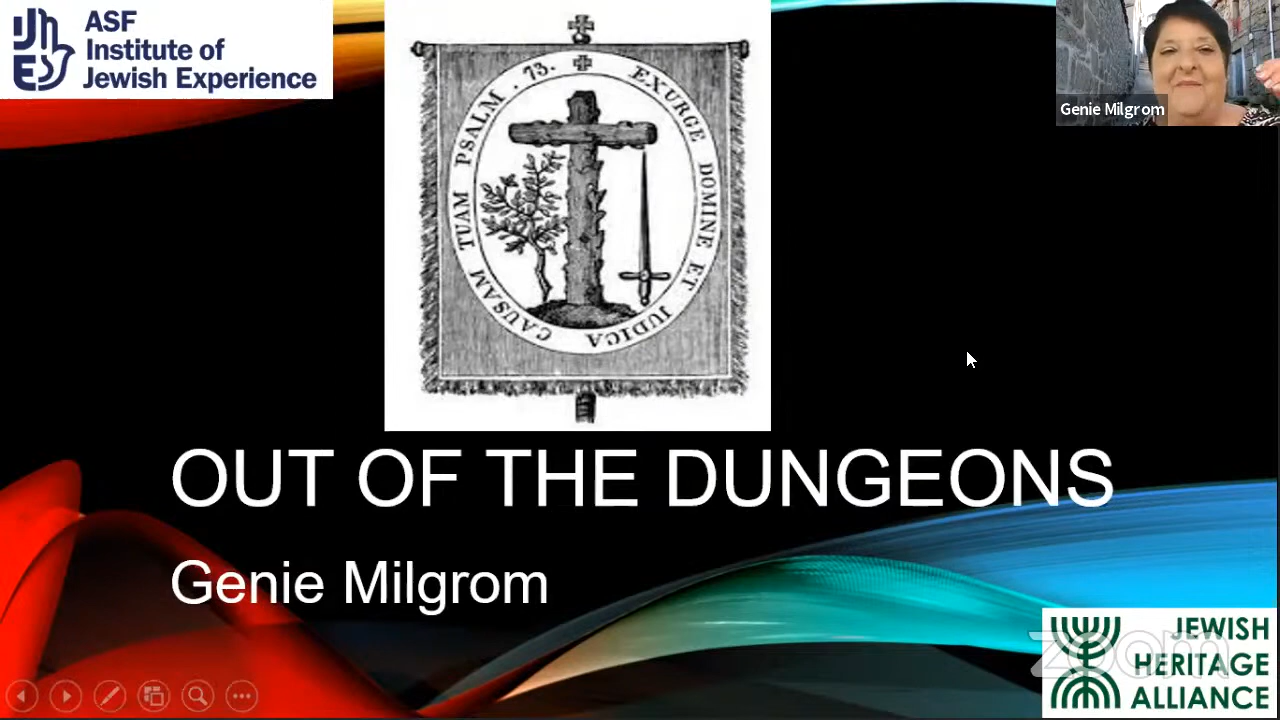 ASF
Institute of
Jewish Experience
EXURGE DOMINE ET JUDICA CAUSAM TUAM PSALM . 73.
Genie Milgrom
OUT OF THE DUNGEONS
Genie Milgrom
zoom
JEWISH
HERITAGE
ALLIANCE